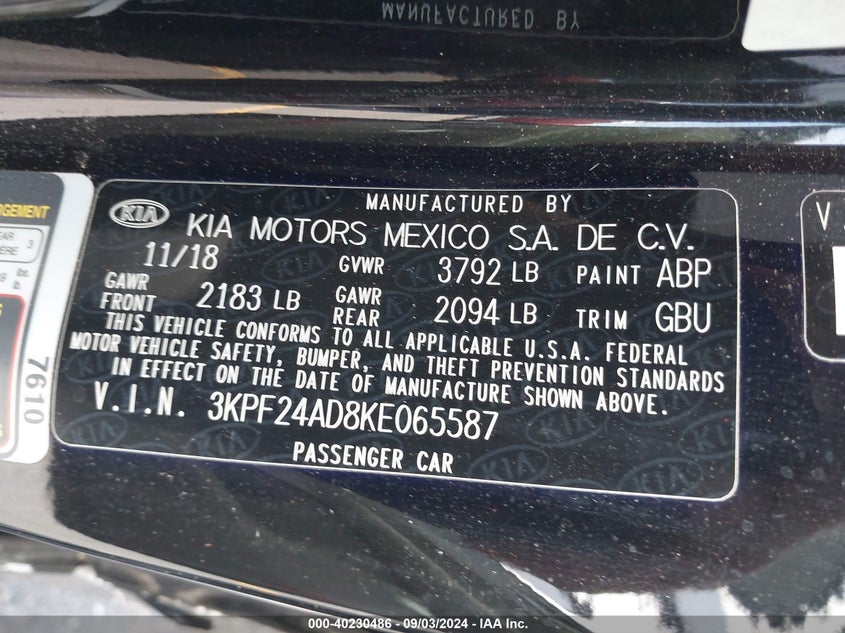 MANUFACTURED BY
DGEMENT
MANUFACTURED BY
KIA KIA MOTORS MEXICO S.A. DE C.V.
11/18 GVWR 3792 LB PAINT ABP
GAWR FRONT 2183 LB GAWR REAR 2094 LB TRIM GBU
THIS VEHICLE CONFORMS TO ALL APPLICABLE U.S.A. FEDERAL
MOTOR VEHICLE SAFETY, BUMPER, AND THEFT PREVENTION STANDARDS
IN EFFECT ON THE DATE OF MANUFACTURE SHOWN ABOVE.
V.I.N. 3KPF24AD8KE065587
PASSENGER CAR
7610
V.
000-40230486 - 09/03/2024 - IAA Inc.